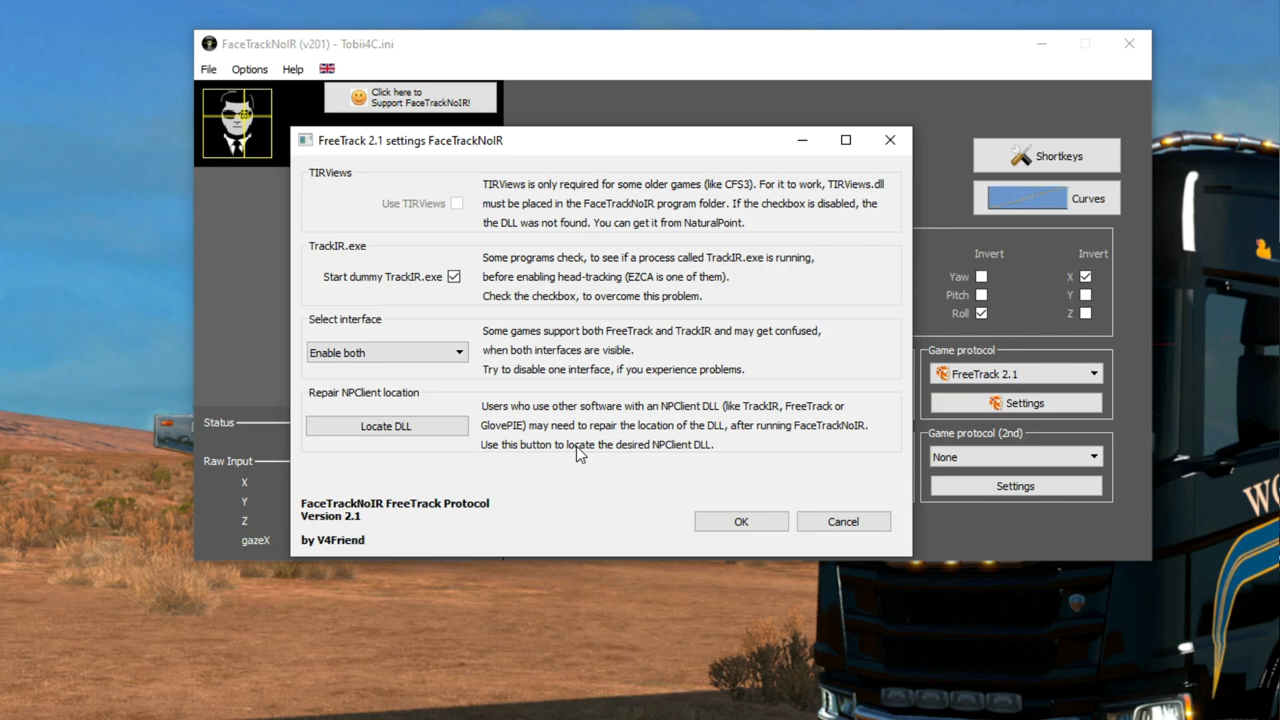 FaceTrackNoIR (v201) - Tobii4C.ini
File Options Help
Click here to
Support FaceTrackNoIR!
FreeTrack 2.1 settings FaceTrackNoIR
TIRViews
Use TIRViews
TIRViews is only required for some older games (like CFS3). For it to work, TIRViews.dll
must be placed in the FaceTrackNoIR program folder. If the checkbox is disabled, the
the DLL was not found. You can get it from NaturalPoint.
TrackIR.exe
Start dummy TrackIR.exe
Some programs check, to see if a process called TrackIR.exe is running,
before enabling head-tracking (EZCA is one of them).
Check the checkbox, to overcome this problem.
Select interface
Enable both
Some games support both FreeTrack and TrackIR and may get confused,
when both interfaces are visible.
Try to disable one interface, if you experience problems.
Repair NPClient location
Locate DLL
Users who use other software with an NPClient DLL (like TrackIR, FreeTrack or
GlovePIE) may need to repair the location of the DLL, after running FaceTrackNoIR.
Use this button to locate the desired NPClient DLL.
FaceTrackNoIR FreeTrack Protocol
Version 2.1
by V4Friend
OK
Cancel
Shortkeys
Curves
Invert Invert
Yaw X
Pitch Y
Roll Z
Game protocol
FreeTrack 2.1
Settings
Game protocol (2nd)
None
Settings
Status
Raw Input
X
Y
Z
gazeX